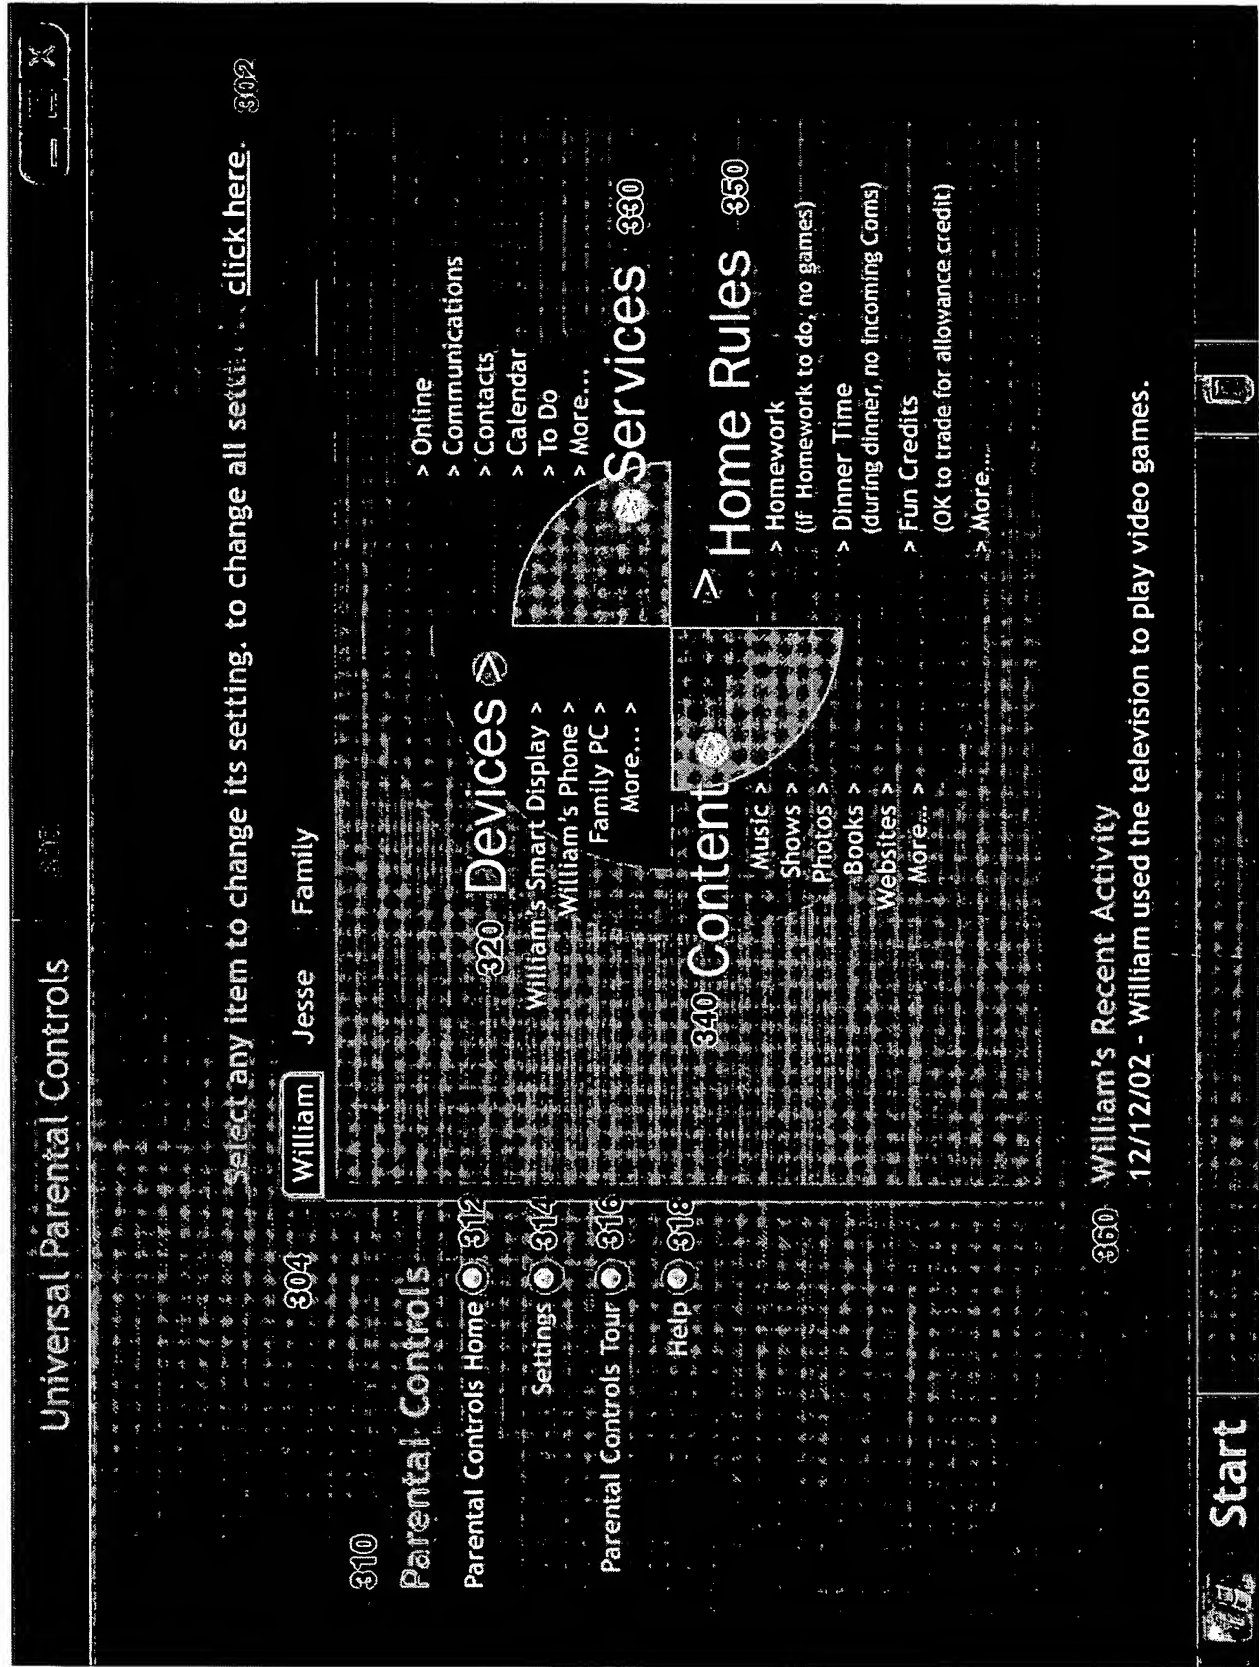 Universal Parental Controls
Select any item to change its setting. to change all click here. 302
304
William Jesse Family
310
Parental Controls
Parental Controls Home 312
Settings 314
Parental Controls Tour 316
Help 318
320 Devices >
William's Smart Display >
William's Phone >
Family PC >
More... >
> Online
> Communications
> Contacts
> Calendar
> To Do
> More...
Services 330
340 Content
Music >
Shows >
Photos >
Books >
Websites >
More... >
> Home Rules 350
> Homework
(If Homework to do, no games)
> Dinner Time
(during dinner, no incoming Coms)
> Fun Credits
(OK to trade for allowance credit)
> More...
360 William's Recent Activity
12/12/02 - William used the television to play video games.
Start